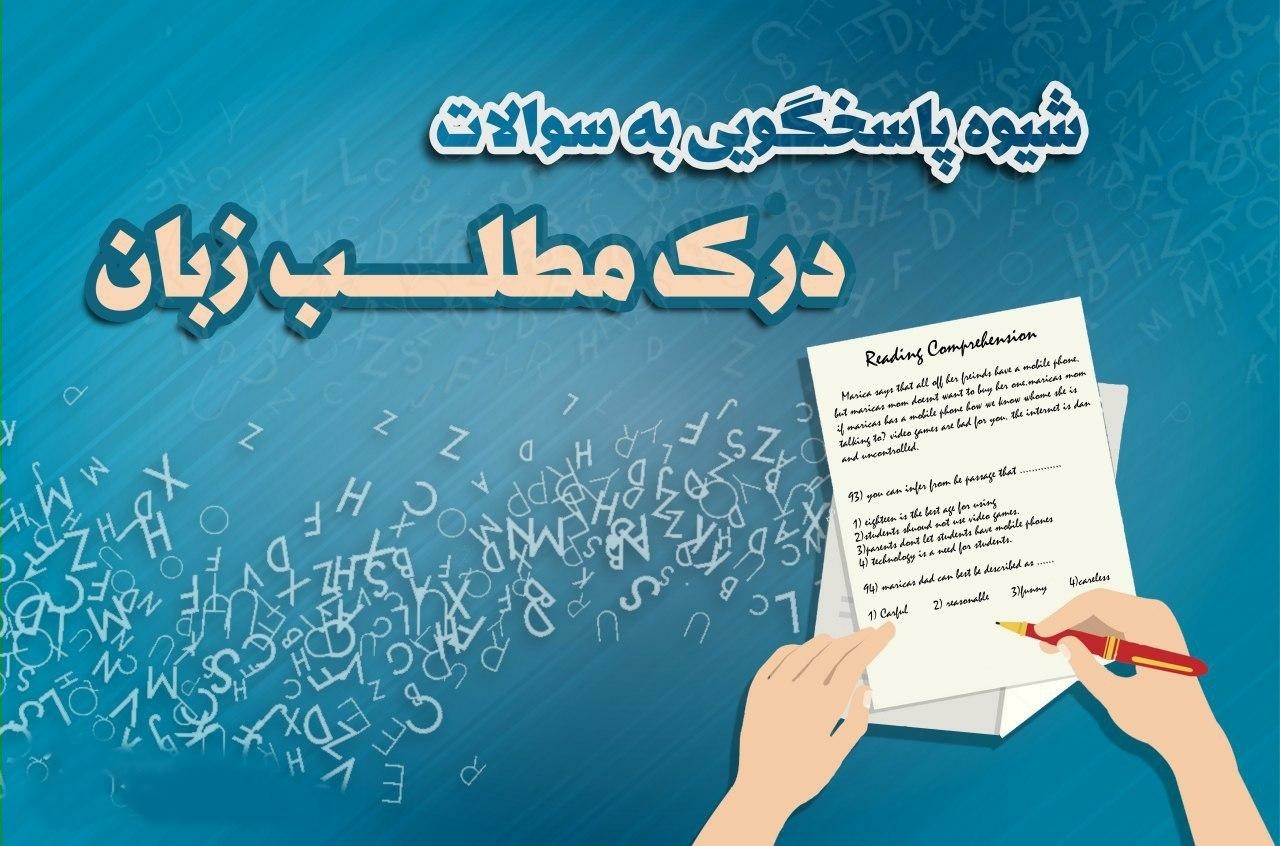 شیوه پاسخگویی به سوالات
درک مطلب زبان
Reading Comprehension
Marica says that all off her freinds have a mobile phone.
but maricas mom doesnt want to buy her one.maricas mom
if maricas has a mobile phone how we know whome she is
talking to? video games are bad for you. the internet is dan
and uncontrolled.
93) you can infer from he passage that .............
1) eighteen is the best age for using
2)students shuoud not use video games.
3)parents dont let students have mobile phones
4) technology is a need for students.
94) maricas dad can best be described as ......
1) Carful 2) reasonable 3)funny 4)careless